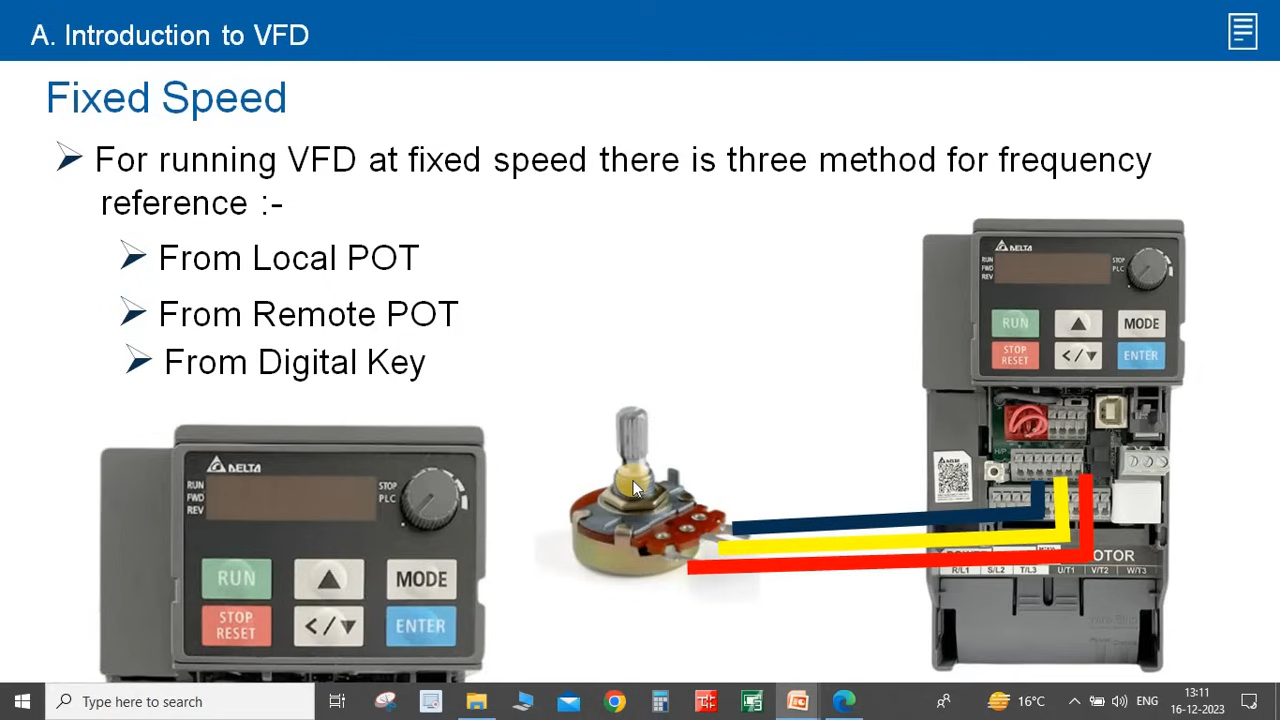 A. Introduction to VFD
Fixed Speed
For running VFD at fixed speed there is three method for frequency
reference :-
From Local POT
From Remote POT
From Digital Key
DELTA
RUN
FWD
REV
STOP
PLC
RUN
MODE
STOP
RESET
</▼
ENTER
R/L1 S/L2 T/L3 U/T1 V/T2 W/T3
DELTA
RUN
FWD
REV
STOP
PLC
RUN
MODE
STOP
RESET
</▼
ENTER
Type here to search
16°C
ENG
13:11
16-12-2023